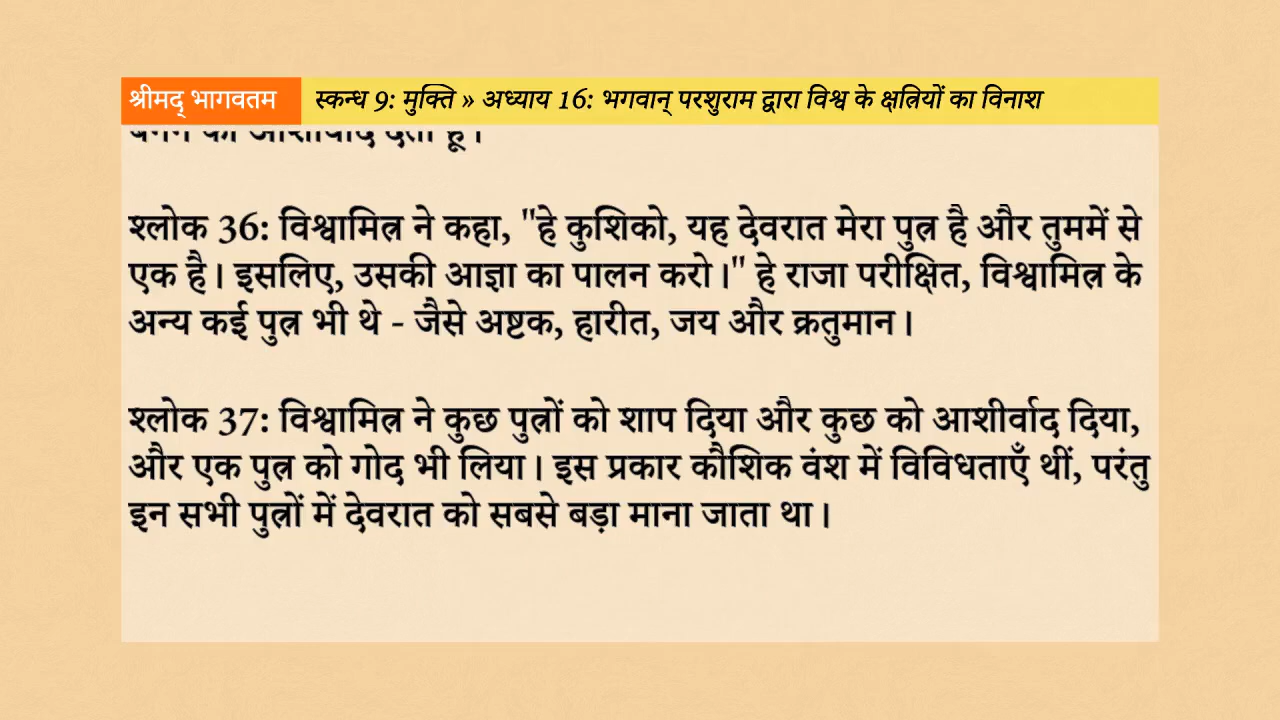 श्रीमद् भागवतम
स्कन्ध 9: मुक्ति » अध्याय 16: भगवान् परशुराम द्वारा विश्व के क्षत्रियों का विनाश
बनने का आशीर्वाद देता हूँ।
श्लोक 36: विश्वामित्र ने कहा, "हे कुशिको, यह देवरात मेरा पुत्र है और तुममें से
एक है। इसलिए, उसकी आज्ञा का पालन करो।" हे राजा परीक्षित, विश्वामित्र के
अन्य कई पुत्र भी थे - जैसे अष्टक, हारीत, जय और क्रतुमान।
श्लोक 37: विश्वामित्र ने कुछ पुत्रों को शाप दिया और कुछ को आशीर्वाद दिया,
और एक पुत्र को गोद भी लिया। इस प्रकार कौशिक वंश में विविधताएँ थीं, परंतु
इन सभी पुत्रों में देवरात को सबसे बड़ा माना जाता था।